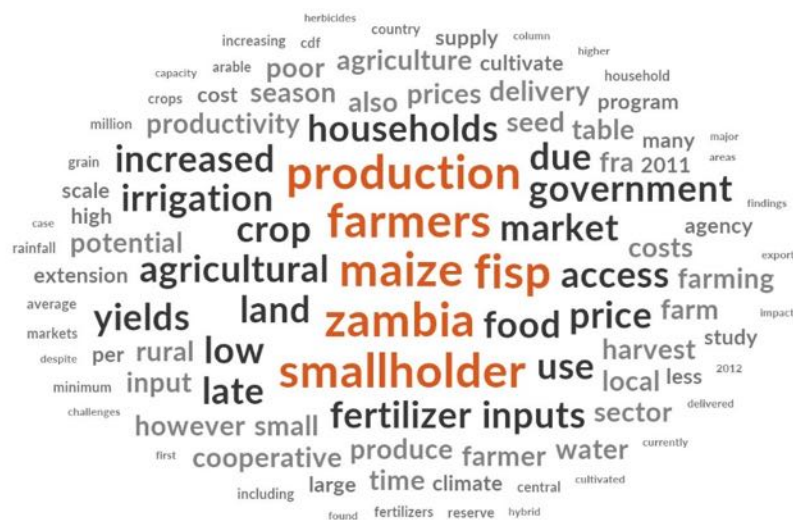 herbicides
increasing cdf country supply column
capacity arable poor agriculture cultivate higher
crops cost season also prices delivery household
program
million productivity households seed table many major
grain increased production due fra 2011 areas
scale irrigation government findings
case high crop farmers market agency
rainfall potential costs export
extension agricultural maize fisp access farming
average yields land zambia food price farm impact
markets study
despite per rural low smallholder use harvest
minimum input late local less 2012
challenges however small fertilizer inputs sector delivered
first cooperative produce farmer water currently
including large time climate central cultivated
found fertilizers reserve hybrid